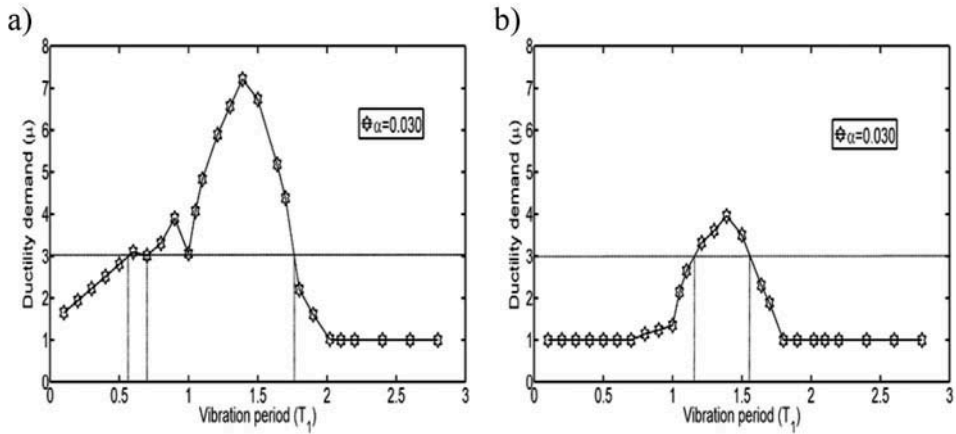 a)
8
7
6
5
4
3
2
1
0
Ductility demand (μ)
α=0.030
0 0.5 1 1.5 2 2.5 3
Vibration period (T1)
b)
8
7
6
5
4
3
2
1
0
Ductility demand (μ)
α=0.030
0 0.5 1 1.5 2 2.5 3
Vibration period (T1)